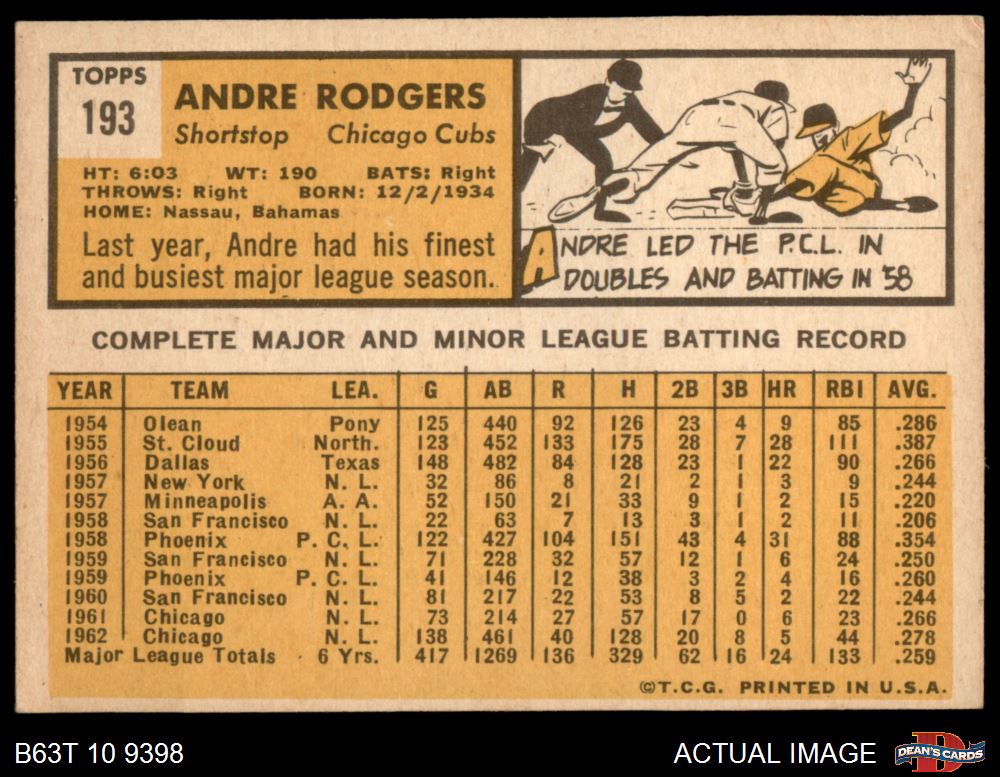 TOPPS
193
ANDRE RODGERS
Shortstop Chicago Cubs
HT: 6:03 WT: 190 BATS: Right
THROWS: Right BORN: 12/2/1934
HOME: Nassau, Bahamas
Last year, Andre had his finest
and busiest major league season.
ANDRE LED THE P.C.L. IN
DOUBLES AND BATTING IN '58
COMPLETE MAJOR AND MINOR LEAGUE BATTING RECORD
YEAR TEAM LEA. G AB R H 2B 3B HR RBI AVG.
1954 Olean Pony 125 440 92 126 23 4 9 85 .286
1955 St. Cloud North. 123 452 133 175 28 7 28 111 .387
1956 Dallas Texas 148 482 84 128 23 1 22 90 .266
1957 New York N. L. 32 86 8 21 2 1 3 9 .244
1957 Minneapolis A. A. 52 150 21 33 9 1 2 15 .220
1958 San Francisco N. L. 22 63 7 13 3 1 2 11 .206
1958 Phoenix P. C. L. 122 427 104 151 43 4 31 88 .354
1959 San Francisco N. L. 71 228 32 57 12 1 6 24 .250
1959 Phoenix P. C. L. 41 146 12 38 3 2 4 16 .260
1960 San Francisco N. L. 81 217 22 53 8 5 2 22 .244
1961 Chicago N. L. 73 214 27 57 17 0 6 23 .266
1962 Chicago N. L. 138 461 40 128 20 8 5 44 .278
Major League Totals 6 Yrs. 417 1269 136 329 62 16 24 133 .259
©T.C.G. PRINTED IN U.S.A.
B63T 10 9398
ACTUAL IMAGE
DEAN'S CARDS